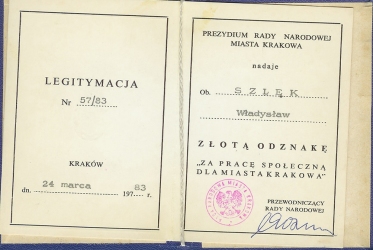 LEGITYMACJA
Nr 57/83
KRAKÓW
dn. 24 marca 197 83 r.
PREZYDIUM RADY NARODOWEJ
MIASTA KRAKOWA
nadaje
Ob. SZLĘK
Władysław
ZŁOTĄ ODZNAKĘ
„ZA PRACĘ SPOŁECZNĄ
DLA MIASTA KRAKOWA"
PRZEWODNICZĄCY
RADY NARODOWEJ